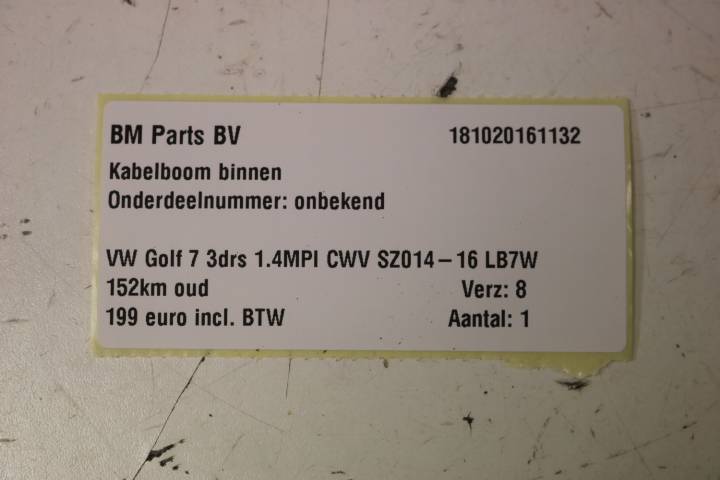 BM Parts BV 181020161132
Kabelboom binnen
Onderdeelnummer: onbekend
VW Golf 7 3drs 1.4MPI CWV SZ014-16 LB7W
152km oud Verz: 8
199 euro incl. BTW Aantal: 1